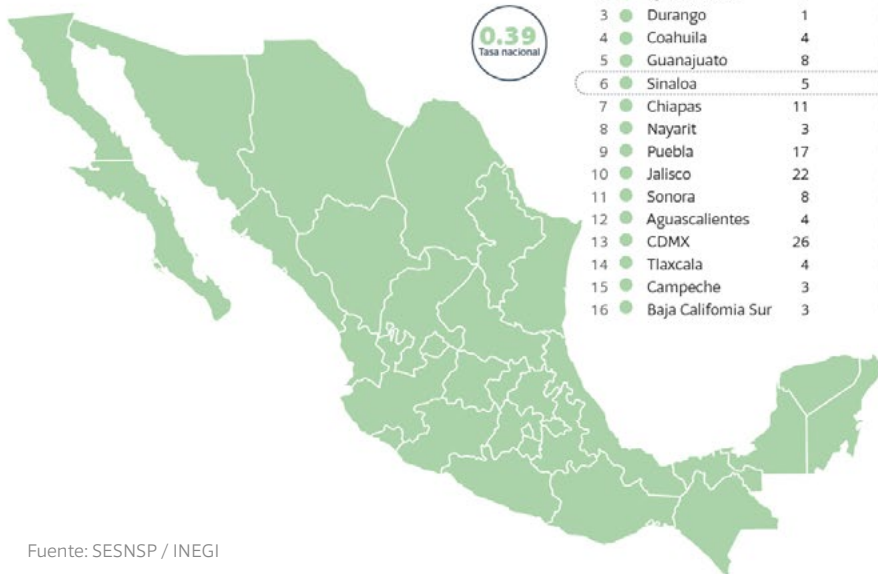 0.39
Tasa nacional
3 Durango 1
4 Coahuila 4
5 Guanajuato 8
6 Sinaloa 5
7 Chiapas 11
8 Nayarit 3
9 Puebla 17
10 Jalisco 22
11 Sonora 8
12 Aguascalientes 4
13 CDMX 26
14 Tlaxcala 4
15 Campeche 3
16 Baja Califomia Sur 3
Fuente: SESNSP / INEGI